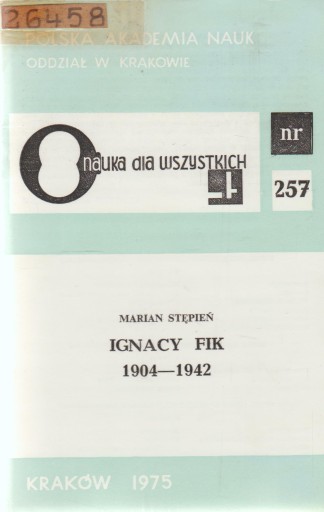 26458
POLSKA AKADEMIA NAUK
ODDZIAŁ W KRAKOWIE
nauka dla wszystkich
nr
257
MARIAN STĘPIEŃ
IGNACY FIK
1904—1942
KRAKÓW 1975